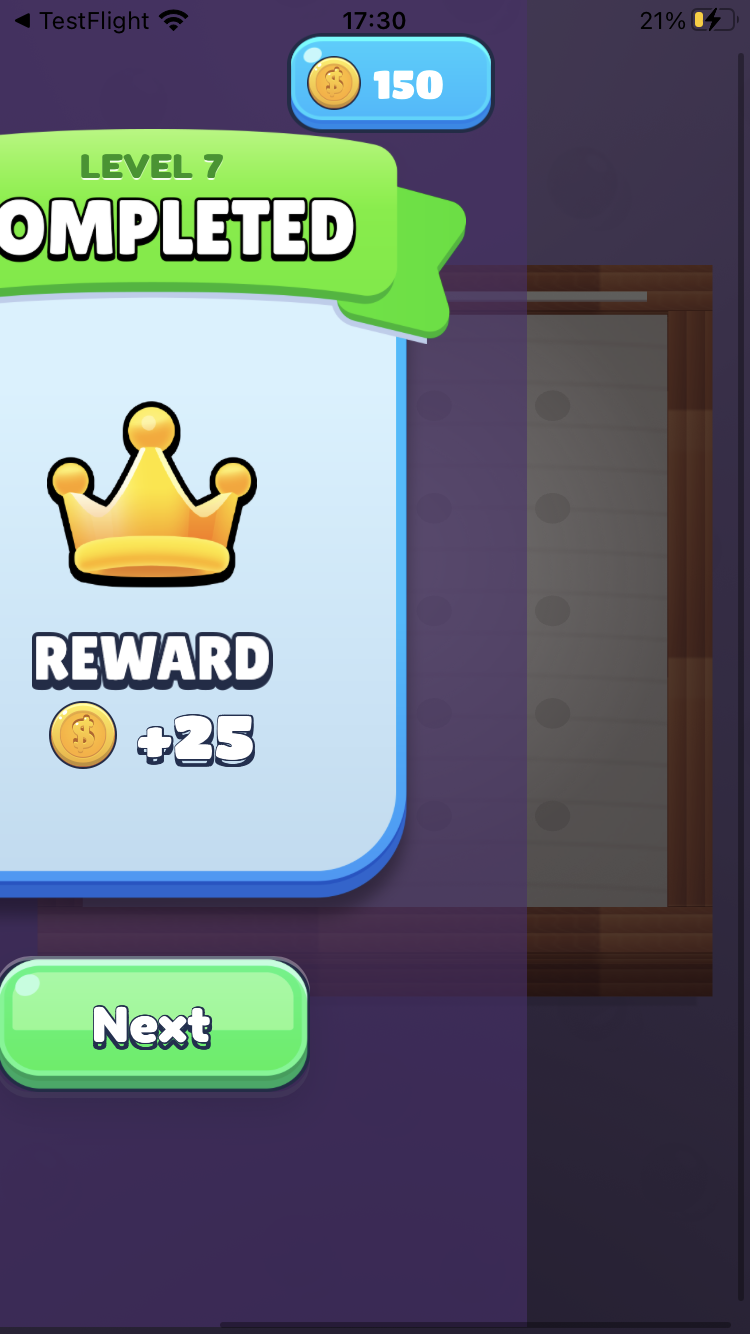 ◀ TestFlight 17:30 21%
150
LEVEL 7
OMPLETED
REWARD
+25
Next